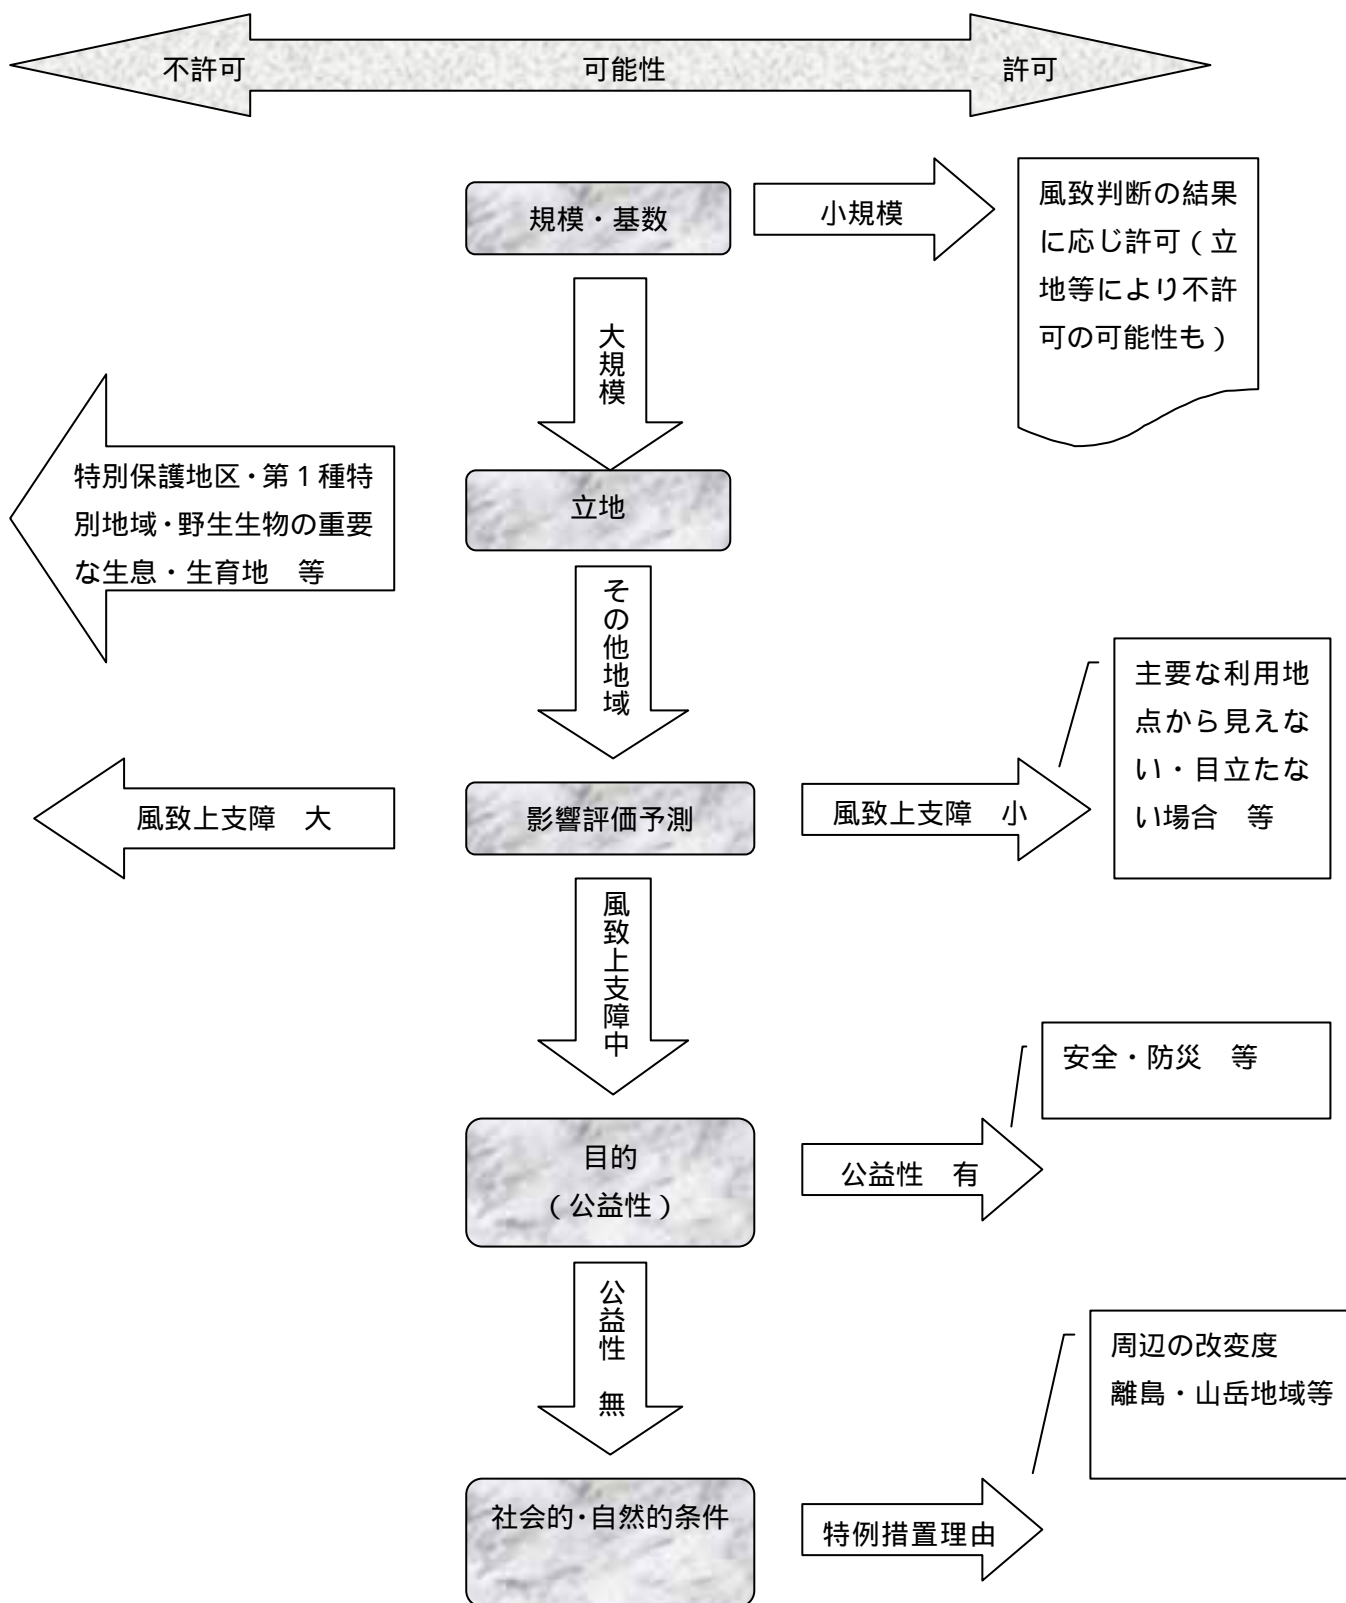 不許可 可能性 許可
規模・基数
小規模
風致判断の結果
に応じ許可（立
地等により不許
可の可能性も）
大規模
特別保護地区・第１種特
別地域・野生生物の重要
な生息・生育地　等
立地
その他地域
主要な利用地
点から見えな
い・目立たな
い場合　等
風致上支障　大
影響評価予測
風致上支障　小
風致上支障中
安全・防災　等
目的
（公益性）
公益性　有
公益性　無
周辺の改変度
離島・山岳地域等
社会的・自然的条件
特例措置理由